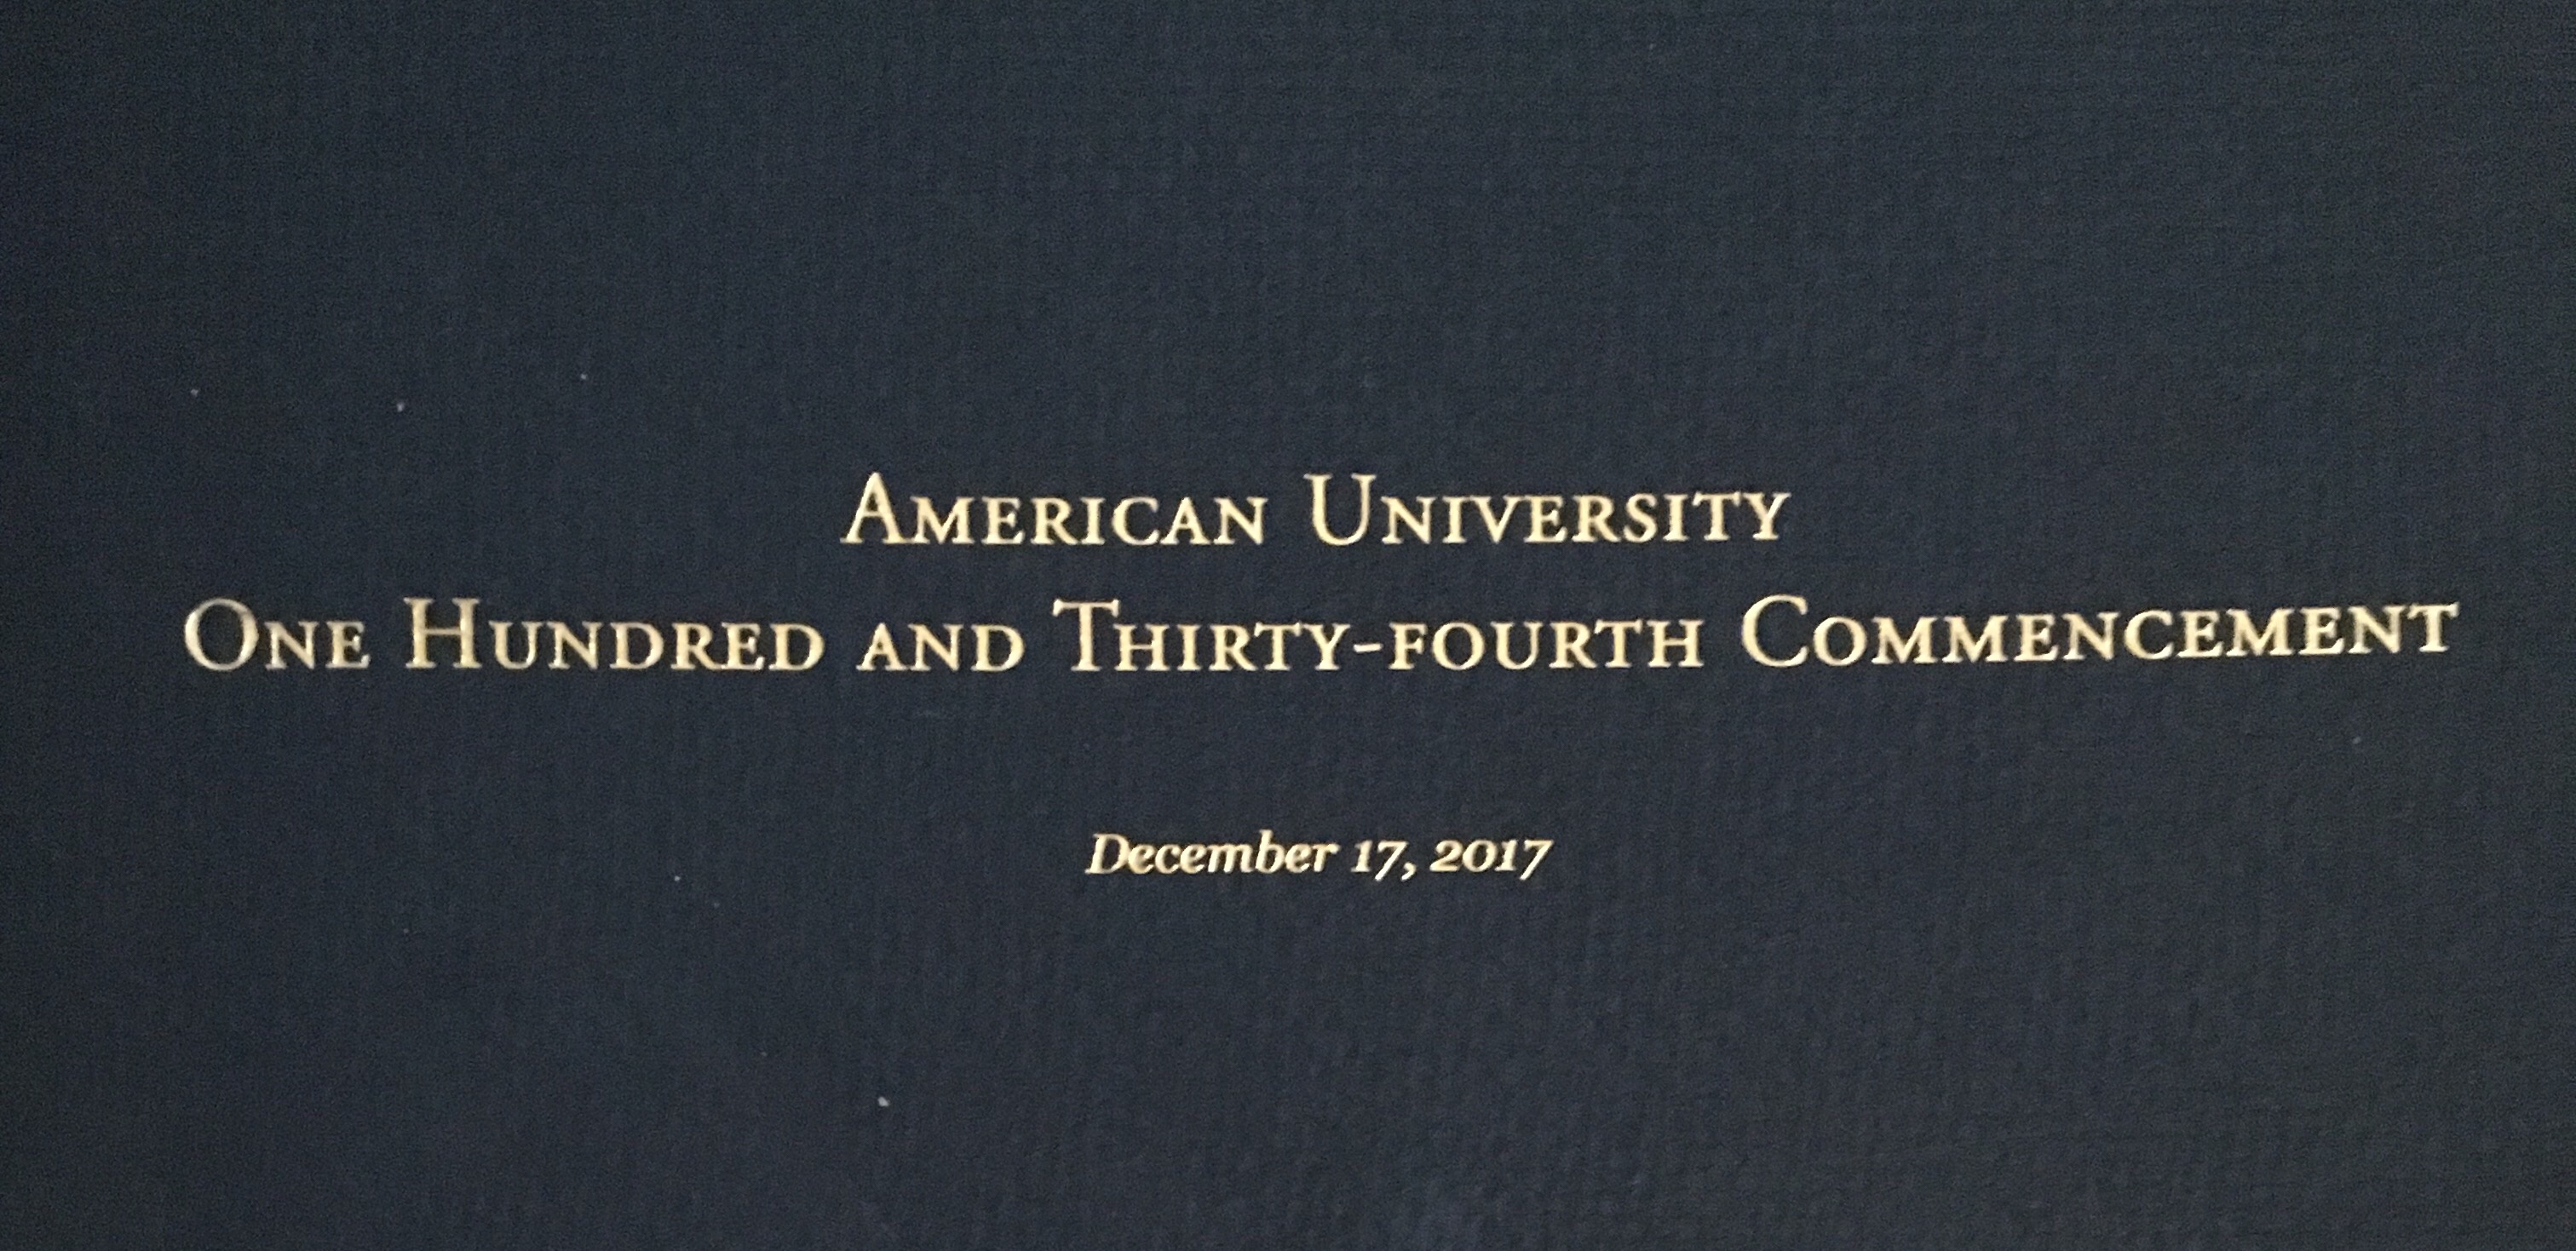 American University
One Hundred and Thirty-fourth Commencement
December 17, 2017